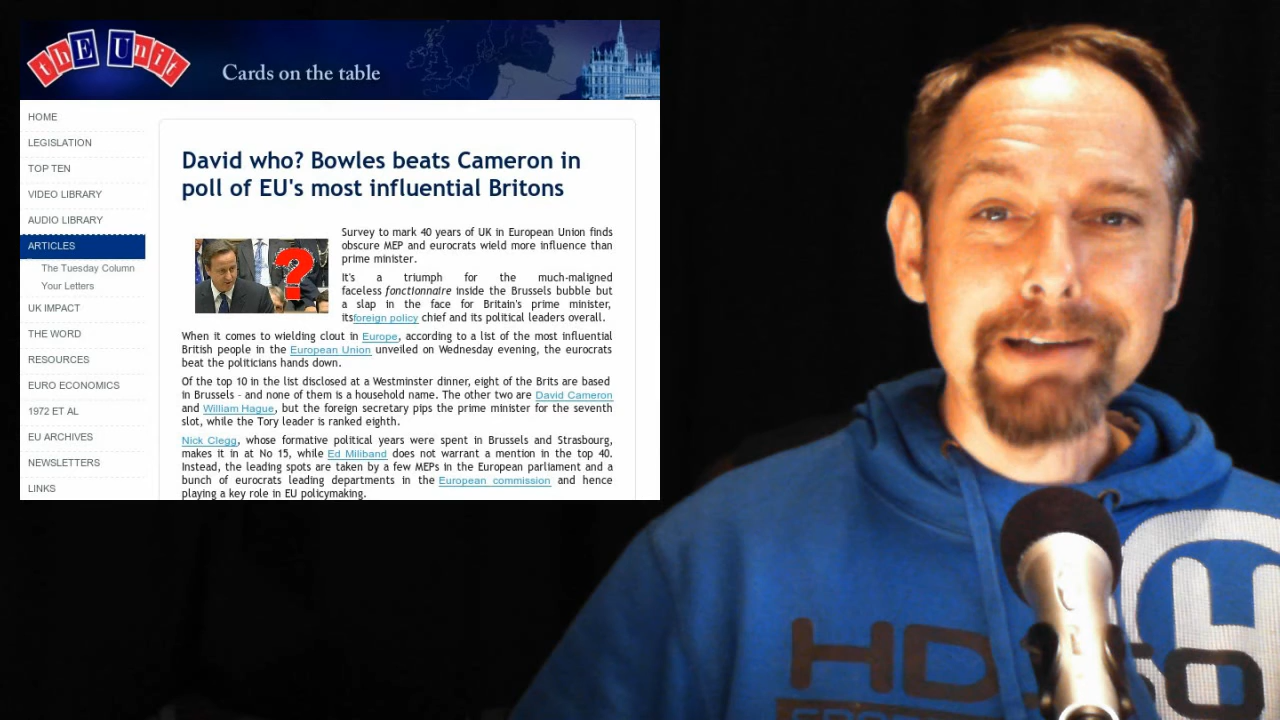 thE Unit
Cards on the table
HOME
LEGISLATION
TOP TEN
VIDEO LIBRARY
AUDIO LIBRARY
ARTICLES
The Tuesday Column
Your Letters
UK IMPACT
THE WORD
RESOURCES
EURO ECONOMICS
1972 ET AL
EU ARCHIVES
NEWSLETTERS
LINKS
David who? Bowles beats Cameron in
poll of EU's most influential Britons
Survey to mark 40 years of UK in European Union finds
obscure MEP and eurocrats wield more influence than
prime minister.
It's a triumph for the much-maligned
faceless fonctionnaire inside the Brussels bubble but
a slap in the face for Britain's prime minister,
itsforeign policy chief and its political leaders overall.
When it comes to wielding clout in Europe, according to a list of the most influential
British people in the European Union unveiled on Wednesday evening, the eurocrats
beat the politicians hands down.
Of the top 10 in the list disclosed at a Westminster dinner, eight of the Brits are based
in Brussels - and none of them is a household name. The other two are David Cameron
and William Hague, but the foreign secretary pips the prime minister for the seventh
slot, while the Tory leader is ranked eighth.
Nick Clegg, whose formative political years were spent in Brussels and Strasbourg,
makes it in at No 15, while Ed Miliband does not warrant a mention in the top 40.
Instead, the leading spots are taken by a few MEPs in the European parliament and a
bunch of eurocrats leading departments in the European commission and hence
playing a key role in EU policymaking.
?
HD